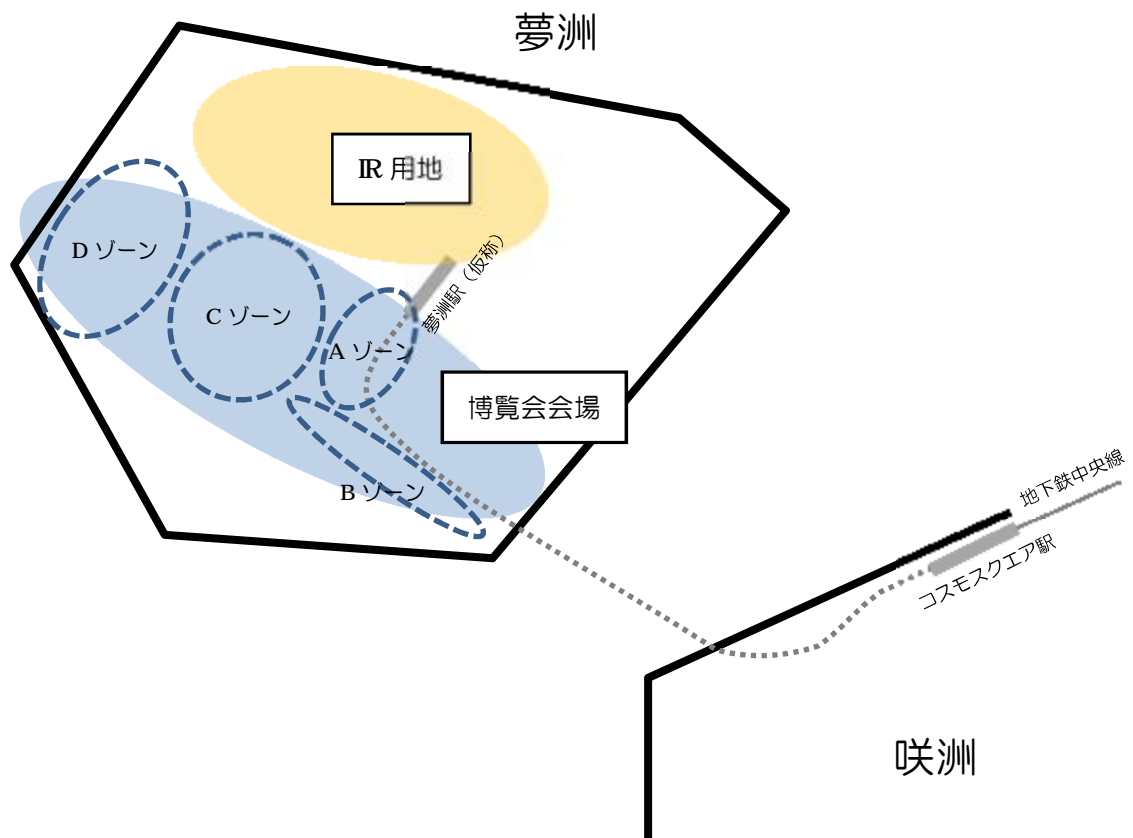 夢洲
IR 用地
D ゾーン
C ゾーン
夢洲駅（仮称）
A ゾーン
博覧会会場
B ゾーン
地下鉄中央線
コスモスクエア駅
咲洲